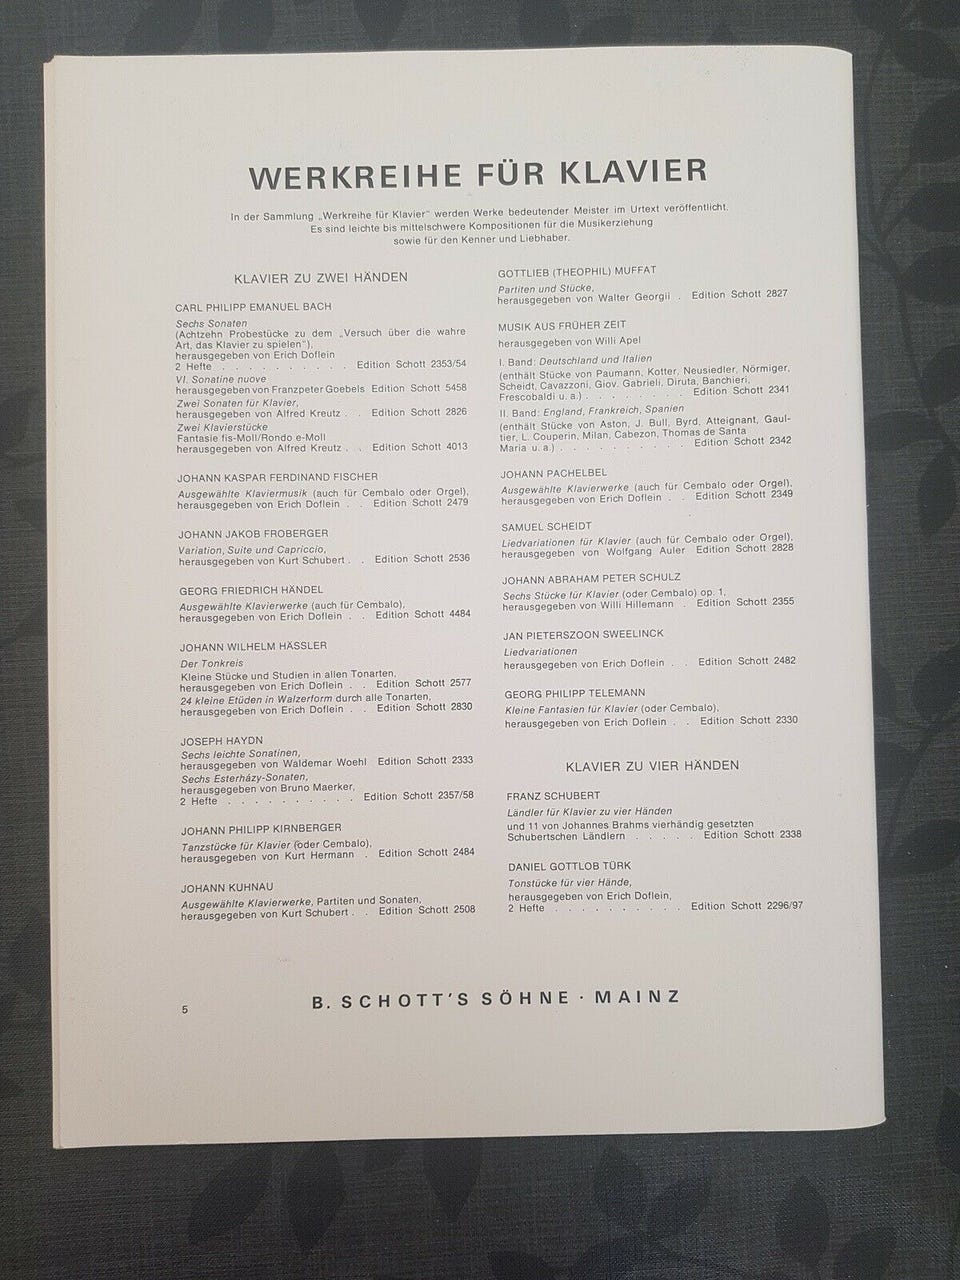 WERKREIHE FÜR KLAVIER
In der Sammlung „Werkreihe für Klavier" werden Werke bedeutender Meister im Urtext veröffentlicht.
Es sind leichte bis mittelschwere Kompositionen für die Musikerziehung
sowie für den Kenner und Liebhaber.
KLAVIER ZU ZWEI HÄNDEN
CARL PHILIPP EMANUEL BACH
Sechs Sonaten
(Achtzehn Probestücke zu dem „Versuch über die wahre
Art, das Klavier zu spielen"),
herausgegeben von Erich Doflein
2 Hefte . . . . . . . . . . Edition Schott 2353/54
VI. Sonatine nuove
herausgegeben von Franzpeter Goebels Edition Schott 5458
Zwei Sonaten für Klavier,
herausgegeben von Alfred Kreutz . . Edition Schott 2826
Zwei Klavierstücke
Fantasie fis-Moll/Rondo e-Moll
herausgegeben von Alfred Kreutz . . Edition Schott 4013
JOHANN KASPAR FERDINAND FISCHER
Ausgewählte Klaviermusik (auch für Cembalo oder Orgel),
herausgegeben von Erich Doflein . . Edition Schott 2479
JOHANN JAKOB FROBERGER
Variation, Suite und Capriccio,
herausgegeben von Kurt Schubert . . Edition Schott 2536
GEORG FRIEDRICH HÄNDEL
Ausgewählte Klavierwerke (auch für Cembalo),
herausgegeben von Erich Doflein . . Edition Schott 4484
JOHANN WILHELM HÄSSLER
Der Tonkreis
Kleine Stücke und Studien in allen Tonarten,
herausgegeben von Erich Doflein . . Edition Schott 2577
24 kleine Etüden in Walzerform durch alle Tonarten,
herausgegeben von Erich Doflein . . Edition Schott 2830
JOSEPH HAYDN
Sechs leichte Sonatinen,
herausgegeben von Waldemar Woehl Edition Schott 2333
Sechs Esterházy-Sonaten,
herausgegeben von Bruno Maerker,
2 Hefte . . . . . . . . . . Edition Schott 2357/58
JOHANN PHILIPP KIRNBERGER
Tanzstücke für Klavier (oder Cembalo),
herausgegeben von Kurt Hermann . Edition Schott 2484
JOHANN KUHNAU
Ausgewählte Klavierwerke, Partiten und Sonaten,
herausgegeben von Kurt Schubert . . Edition Schott 2508
GOTTLIEB (THEOPHIL) MUFFAT
Partiten und Stücke,
herausgegeben von Walter Georgii . Edition Schott 2827
MUSIK AUS FRÜHER ZEIT
herausgegeben von Willi Apel
I. Band: Deutschland und Italien
(enthält Stücke von Paumann, Kotter, Neusiedler, Nörmiger,
Scheidt, Cavazzoni, Giov. Gabrieli, Diruta, Banchieri,
Frescobaldi u. a.) . . . . . . . . Edition Schott 2341
II. Band: England, Frankreich, Spanien
(enthält Stücke von Aston, J. Bull, Byrd, Atteignant, Gaul-
tier, L. Couperin, Milan, Cabezon, Thomas de Santa
Maria u. a.) . . . . . . . . . . Edition Schott 2342
JOHANN PACHELBEL
Ausgewählte Klavierwerke (auch für Cembalo oder Orgel),
herausgegeben von Erich Doflein . . Edition Schott 2349
SAMUEL SCHEIDT
Liedvariationen für Klavier (auch für Cembalo oder Orgel),
herausgegeben von Wolfgang Auler Edition Schott 2828
JOHANN ABRAHAM PETER SCHULZ
Sechs Stücke für Klavier (oder Cembalo) op. 1,
herausgegeben von Willi Hillemann . Edition Schott 2355
JAN PIETERSZOON SWEELINCK
Liedvariationen
herausgegeben von Erich Doflein . . Edition Schott 2482
GEORG PHILIPP TELEMANN
Kleine Fantasien für Klavier (oder Cembalo),
herausgegeben von Erich Doflein . . Edition Schott 2330
KLAVIER ZU VIER HÄNDEN
FRANZ SCHUBERT
Ländler für Klavier zu vier Händen
und 11 von Johannes Brahms vierhändig gesetzten
Schubertschen Ländlern . . . . . Edition Schott 2338
DANIEL GOTTLOB TÜRK
Tonstücke für vier Hände,
herausgegeben von Erich Doflein,
2 Hefte . . . . . . . . . . Edition Schott 2296/97
5
B. SCHOTT'S SÖHNE · MAINZ